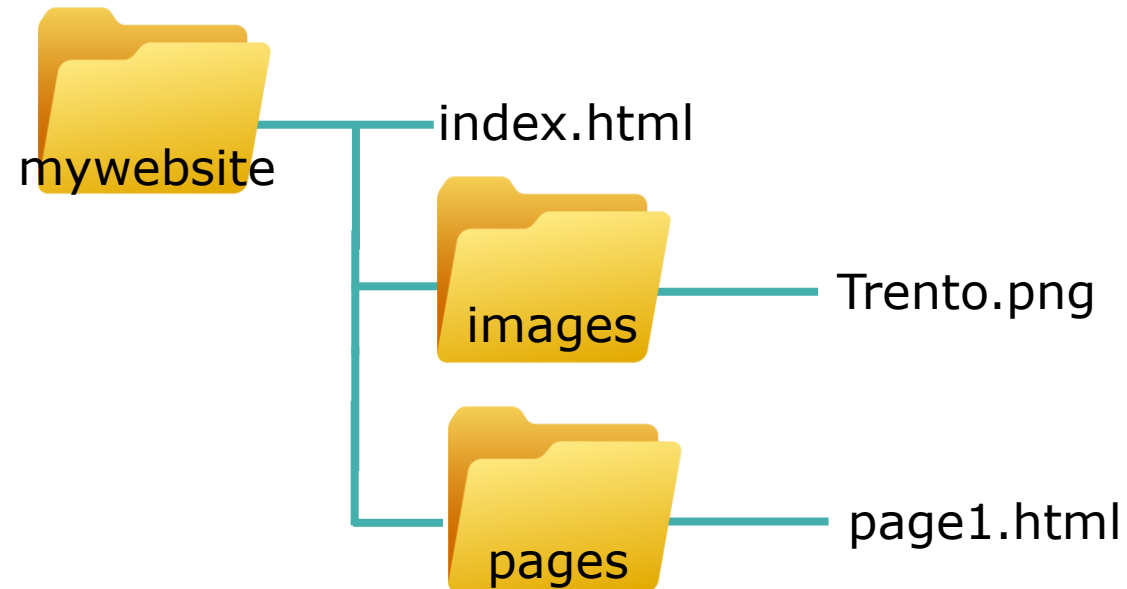 mywebsite
index.html
images
Trento.png
pages
page1.html